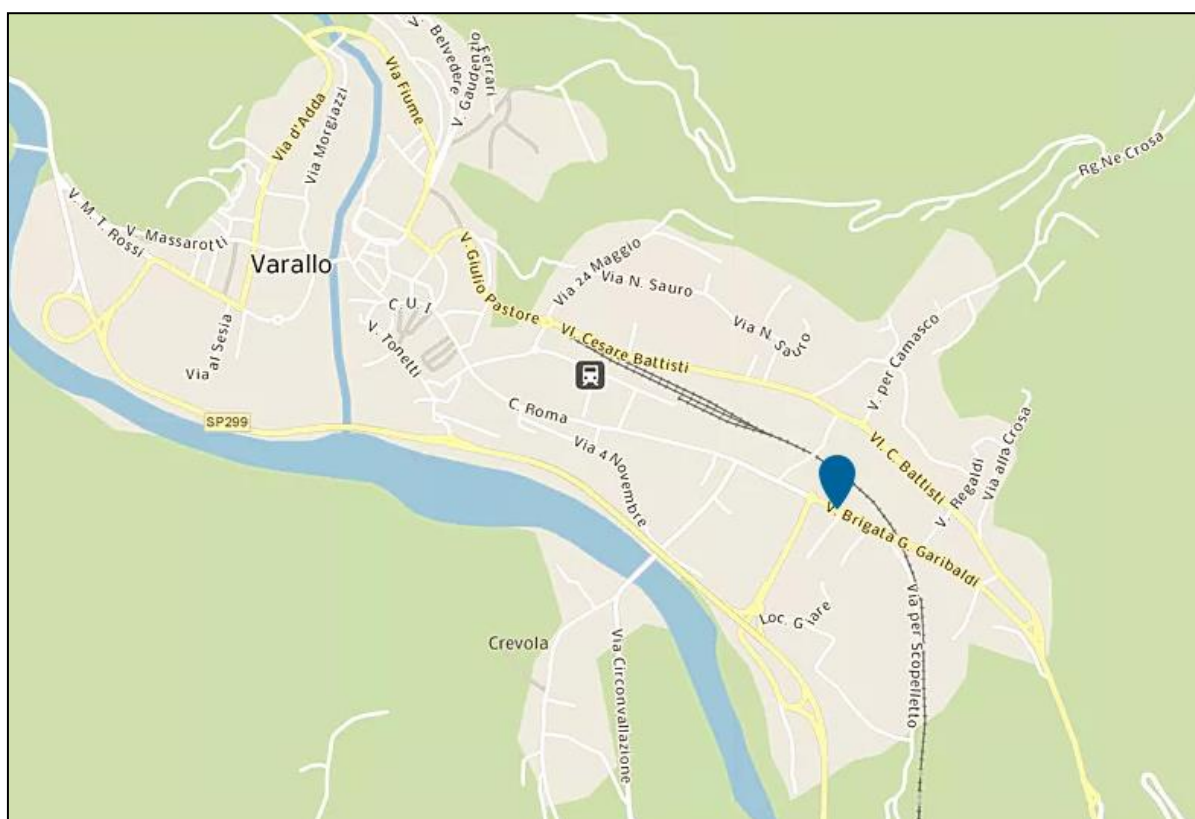 V. Belvedere
V. Gaudenzio
Ferrari
Via Fiume
Via d'Adda
Via Morgiazzi
Rg.Ne Crosa
V. M. T. Rossi
V. Massarotti
Varallo
V. Giulio Pastore
Via 24 Maggio
Via N. Sauro
Via N. Sauro
C. U. I
V. Tonetti
Via al Sesia
Vl. Cesare Battisti
V. per Camasco
SP299
C. Roma
Via 4 Novembre
Vl. C. Battisti
V. Regaldi
Via alla Crosa
V. Brigata G. Garibaldi
Loc. Giare
Via per Scopelletto
Crevola
Via Circonvallazione